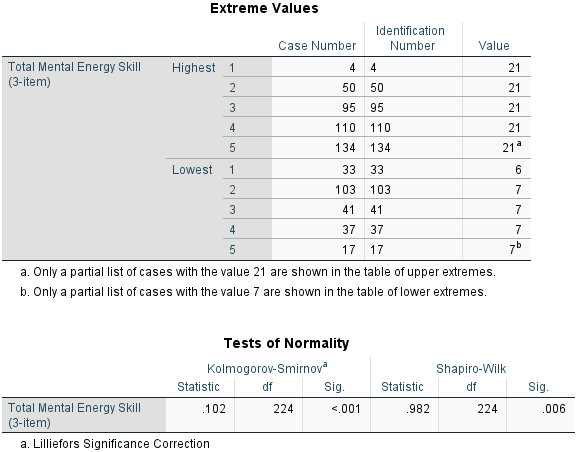 Extreme Values
Case Number Identification Number Value
Total Mental Energy Skill (3-item) Highest 1 4 4 21
2 50 50 21
3 95 95 21
4 110 110 21
5 134 134 21a
Lowest 1 33 33 6
2 103 103 7
3 41 41 7
4 37 37 7
5 17 17 7b
a. Only a partial list of cases with the value 21 are shown in the table of upper extremes.
b. Only a partial list of cases with the value 7 are shown in the table of lower extremes.
Tests of Normality
Kolmogorov-Smirnova Shapiro-Wilk
Statistic df Sig. Statistic df Sig.
Total Mental Energy Skill (3-item) .102 224 <.001 .982 224 .006
a. Lilliefors Significance Correction